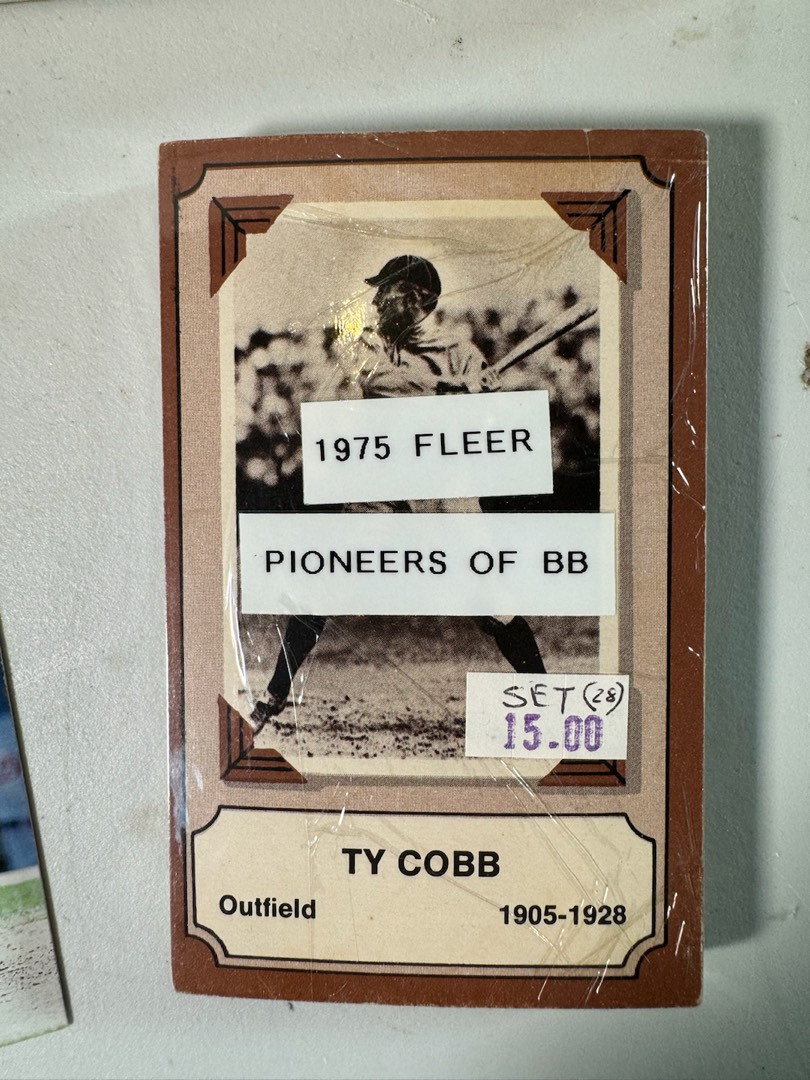 1975 FLEER
PIONEERS OF BB
SET (28)
15.00
TY COBB
Outfield 1905-1928